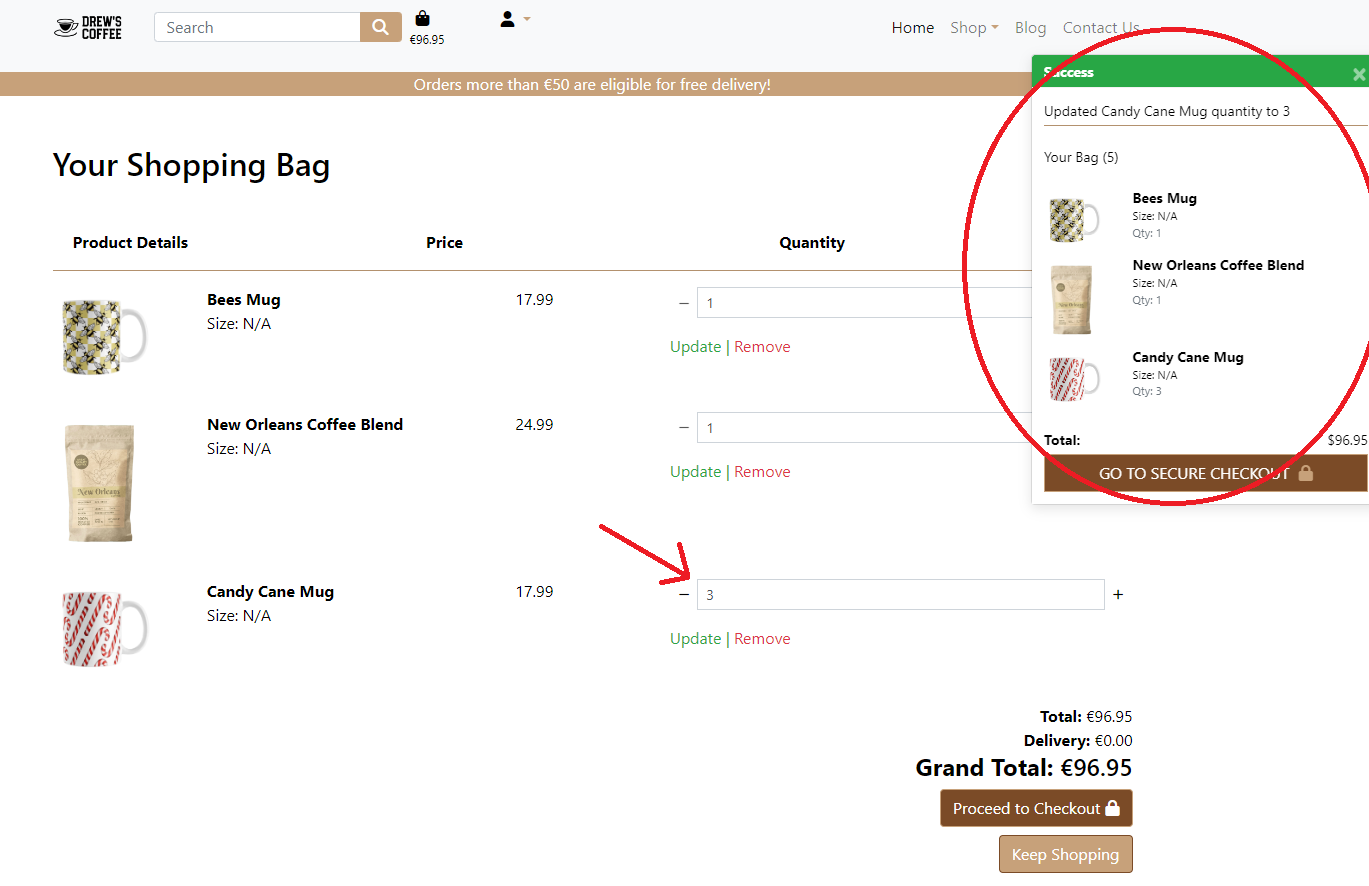 DREW'S
COFFEE
Search
€96.95
Home Shop Blog Contact Us
Orders more than €50 are eligible for free delivery!
Success
Updated Candy Cane Mug quantity to 3
Your Bag (5)
Bees Mug
Size: N/A
Qty: 1
New Orleans Coffee Blend
Size: N/A
Qty: 1
Candy Cane Mug
Size: N/A
Qty: 3
Total: $96.95
GO TO SECURE CHECKOUT
Your Shopping Bag
Product Details Price Quantity
Bees Mug 17.99 − 1
Size: N/A
Update | Remove
New Orleans Coffee Blend 24.99 − 1
Size: N/A
Update | Remove
New Orleans
Candy Cane Mug 17.99 − 3 +
Size: N/A
Update | Remove
Total: €96.95
Delivery: €0.00
Grand Total: €96.95
Proceed to Checkout
Keep Shopping